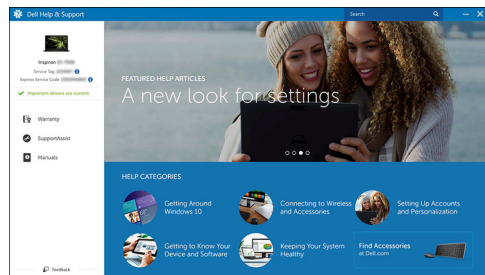 Dell Help & Support
Search
Inspiron
Service Tag:
Express Service Code:
Important drivers are current
Warranty
SupportAssist
Manuals
Feedback
FEATURED HELP ARTICLES
A new look for settings
HELP CATEGORIES
Getting Around
Windows 10
Connecting to Wireless
and Accessories
Setting Up Accounts
and Personalization
Getting to Know Your
Device and Software
Keeping Your System
Healthy
Find Accessories
at Dell.com